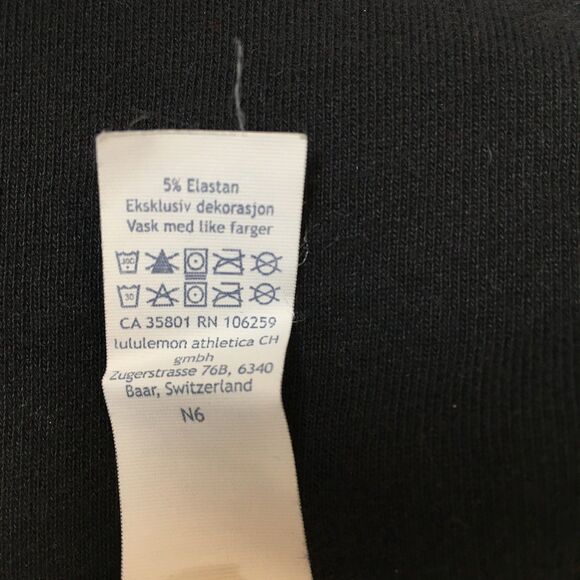 5% Elastan
Eksklusiv dekorasjon
Vask med like farger
30
CA 35801 RN 106259
lululemon athletica CH
gmbh
Zugerstrasse 76B, 6340
Baar, Switzerland
N6